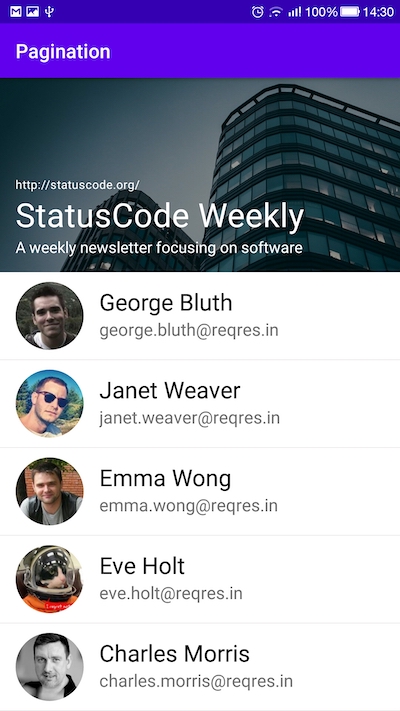 100% 14:30
Pagination
http://statuscode.org/
StatusCode Weekly
A weekly newsletter focusing on software
George Bluth
george.bluth@reqres.in
Janet Weaver
janet.weaver@reqres.in
Emma Wong
emma.wong@reqres.in
Eve Holt
eve.holt@reqres.in
Charles Morris
charles.morris@reqres.in